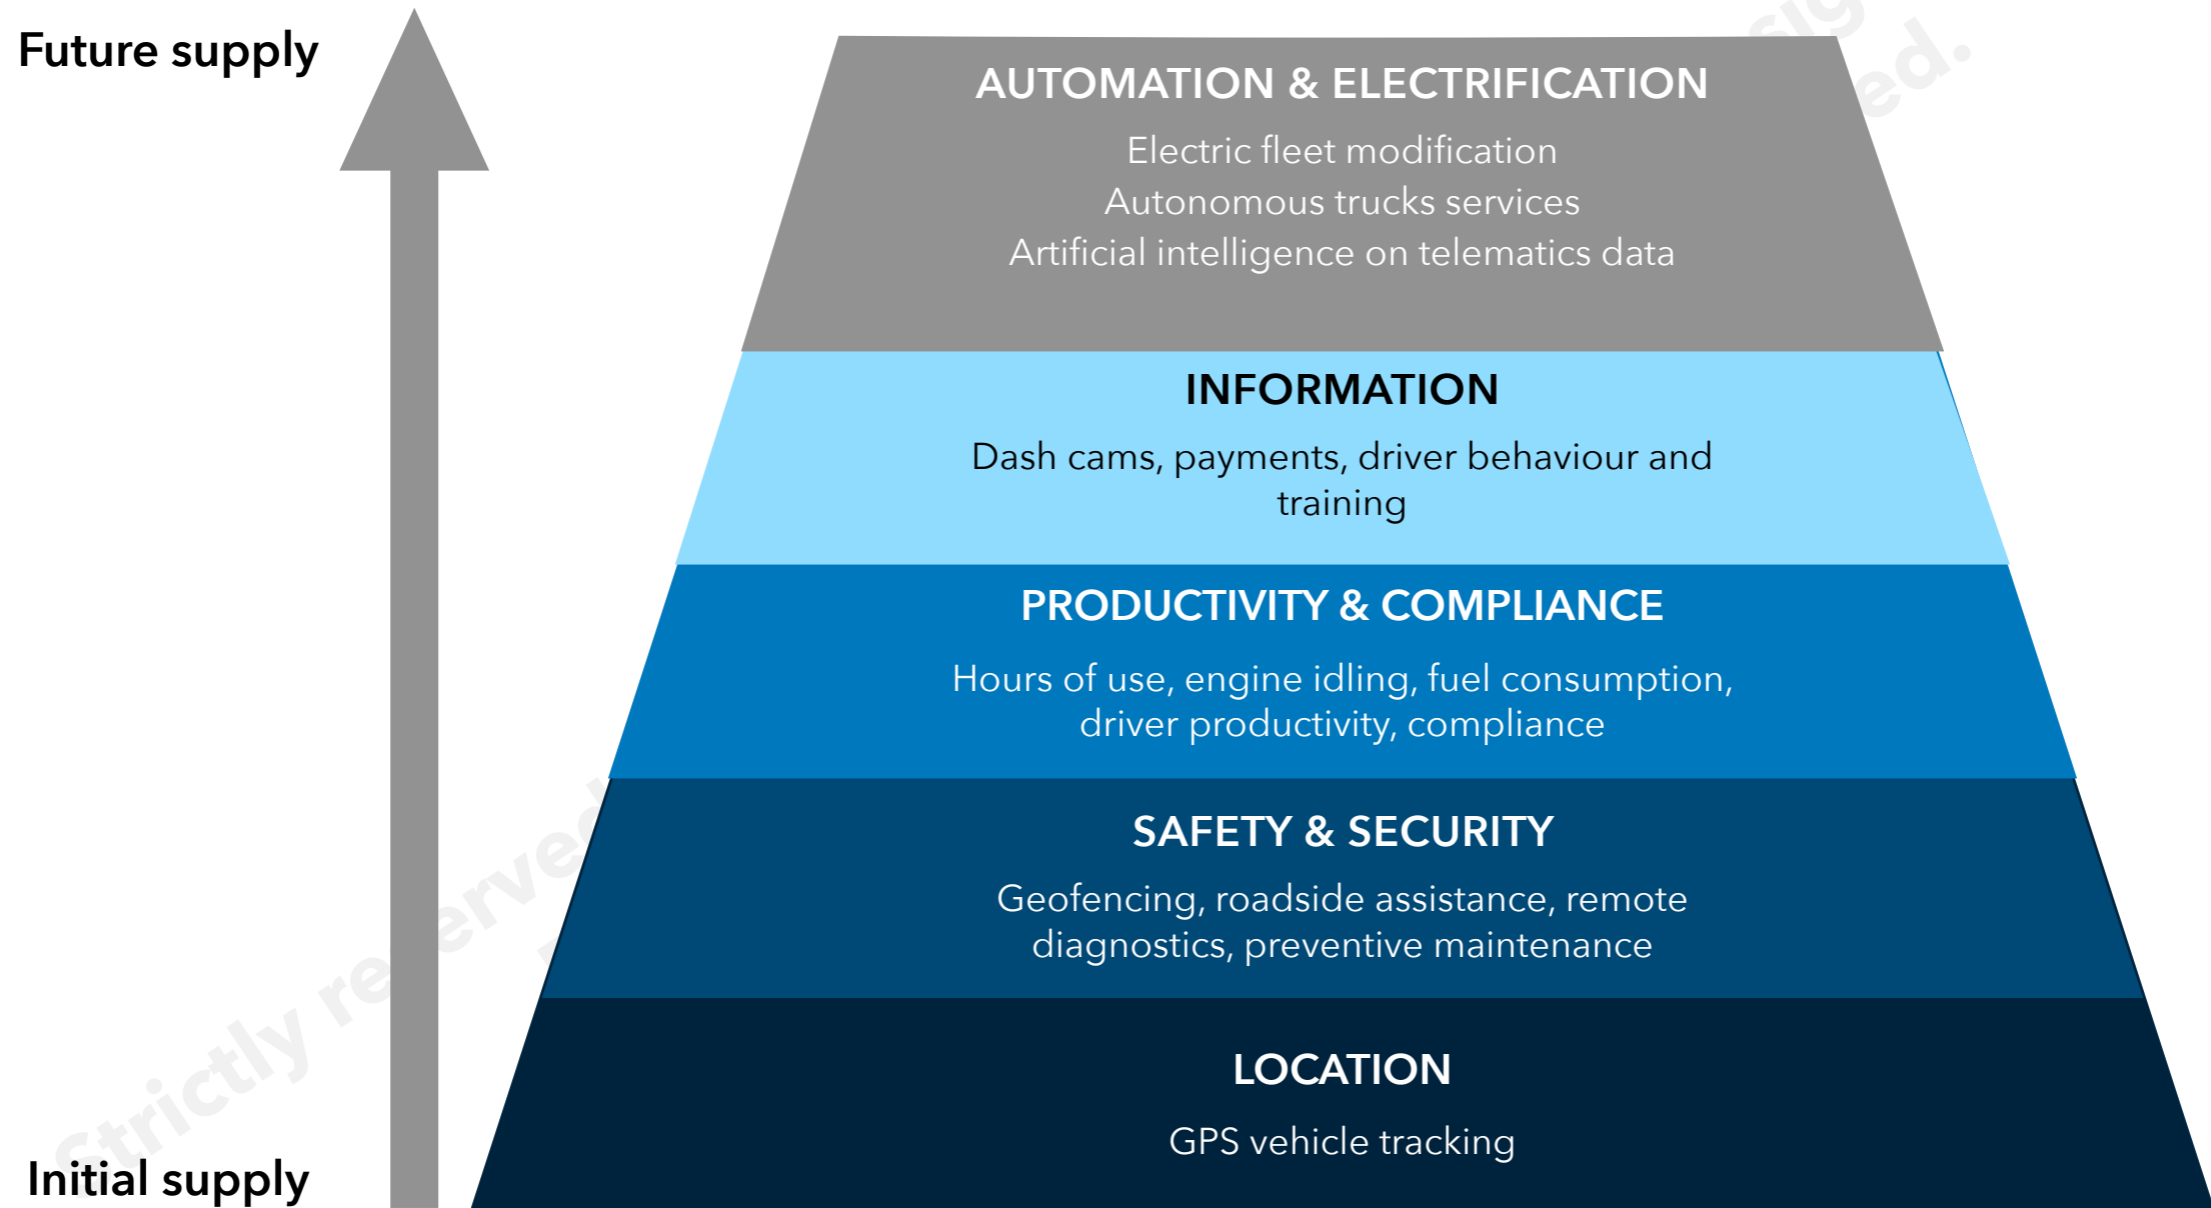 Future supply
AUTOMATION & ELECTRIFICATION
Electric fleet modification
Autonomous trucks services
Artificial intelligence on telematics data
INFORMATION
Dash cams, payments, driver behaviour and
training
PRODUCTIVITY & COMPLIANCE
Hours of use, engine idling, fuel consumption,
driver productivity, compliance
SAFETY & SECURITY
Geofencing, roadside assistance, remote
diagnostics, preventive maintenance
LOCATION
GPS vehicle tracking
Initial supply
Strictly